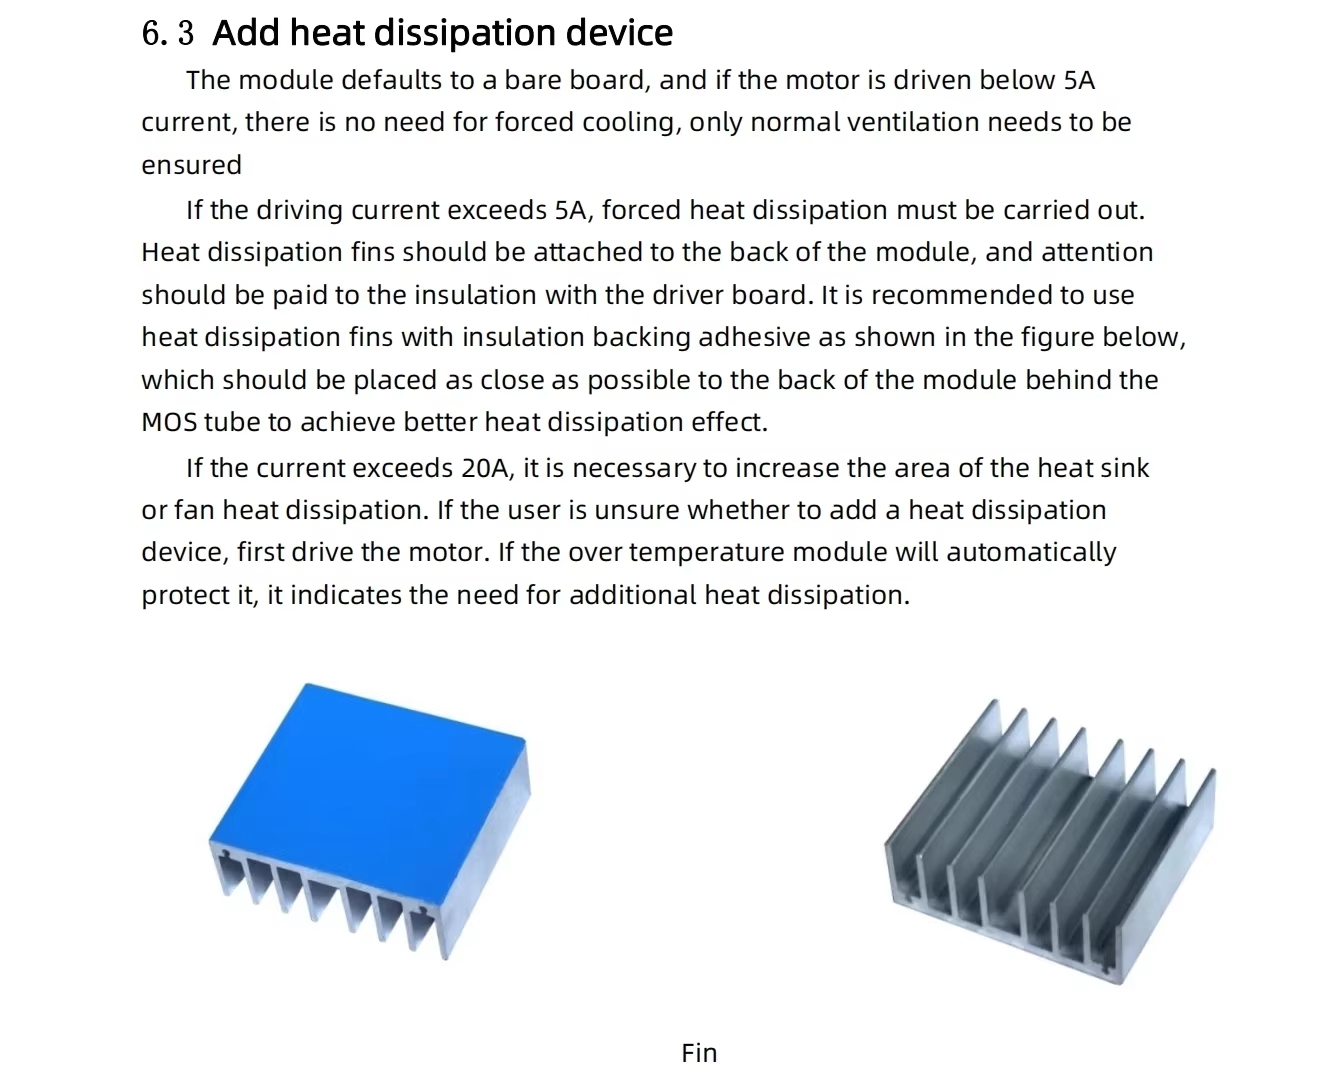 6.3 Add heat dissipation device
The module defaults to a bare board, and if the motor is driven below 5A
current, there is no need for forced cooling, only normal ventilation needs to be
ensured
If the driving current exceeds 5A, forced heat dissipation must be carried out.
Heat dissipation fins should be attached to the back of the module, and attention
should be paid to the insulation with the driver board. It is recommended to use
heat dissipation fins with insulation backing adhesive as shown in the figure below,
which should be placed as close as possible to the back of the module behind the
MOS tube to achieve better heat dissipation effect.
If the current exceeds 20A, it is necessary to increase the area of the heat sink
or fan heat dissipation. If the user is unsure whether to add a heat dissipation
device, first drive the motor. If the over temperature module will automatically
protect it, it indicates the need for additional heat dissipation.
Fin